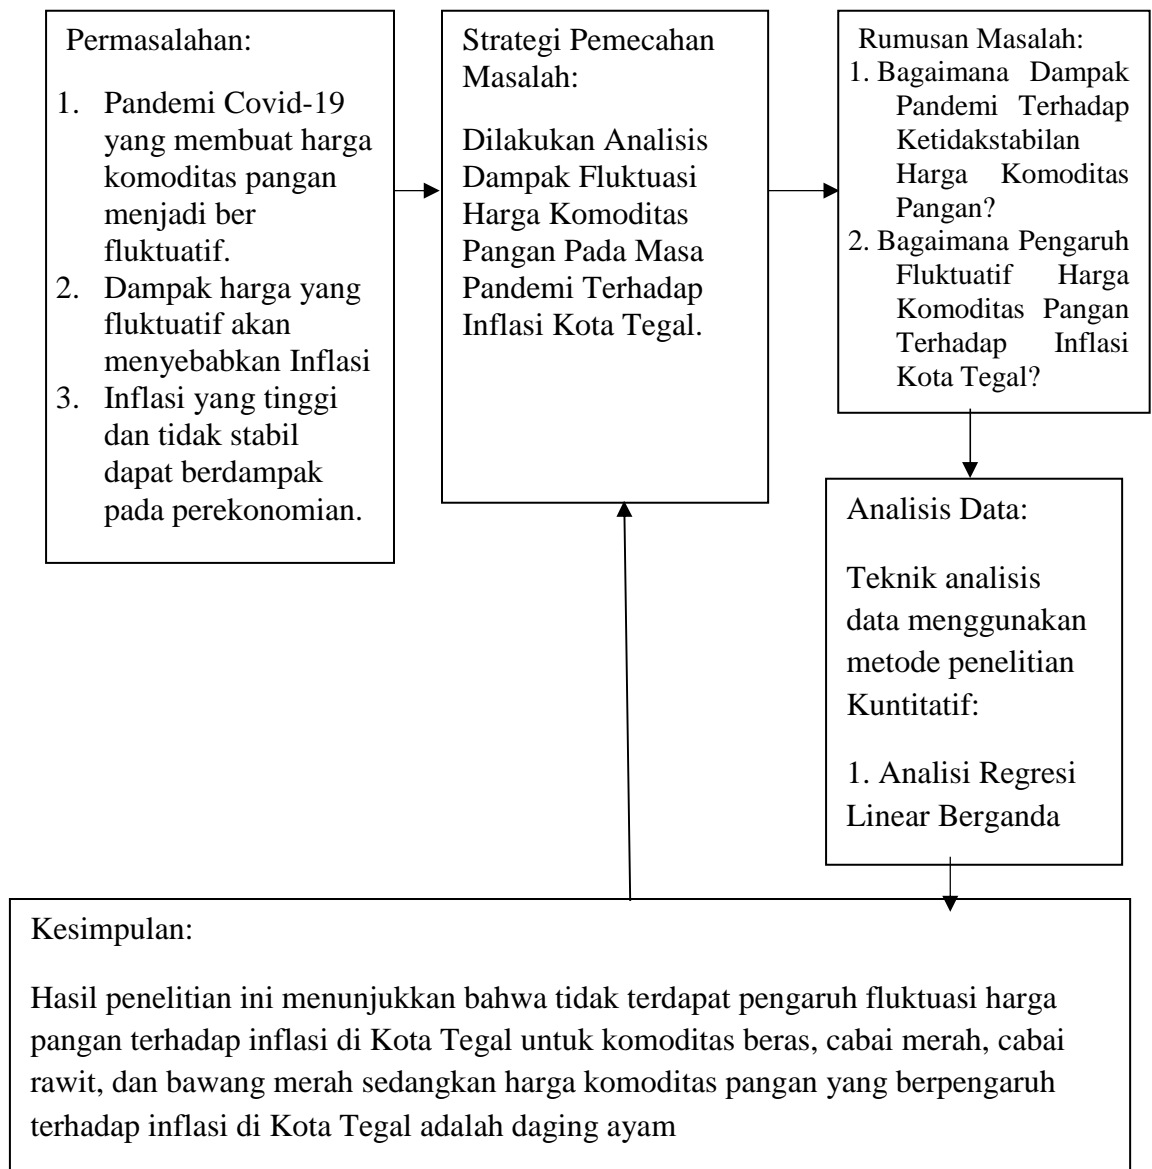 Permasalahan:
1. Pandemi Covid-19
yang membuat harga
komoditas pangan
menjadi ber
fluktuatif.
2. Dampak harga yang
fluktuatif akan
menyebabkan Inflasi
3. Inflasi yang tinggi
dan tidak stabil
dapat berdampak
pada perekonomian.
Strategi Pemecahan
Masalah:
Dilakukan Analisis
Dampak Fluktuasi
Harga Komoditas
Pangan Pada Masa
Pandemi Terhadap
Inflasi Kota Tegal.
Rumusan Masalah:
1. Bagaimana Dampak
Pandemi Terhadap
Ketidakstabilan
Harga Komoditas
Pangan?
2. Bagaimana Pengaruh
Fluktuatif Harga
Komoditas Pangan
Terhadap Inflasi
Kota Tegal?
Analisis Data:
Teknik analisis
data menggunakan
metode penelitian
Kuntitatif:
1. Analisi Regresi
Linear Berganda
Kesimpulan:
Hasil penelitian ini menunjukkan bahwa tidak terdapat pengaruh fluktuasi harga
pangan terhadap inflasi di Kota Tegal untuk komoditas beras, cabai merah, cabai
rawit, dan bawang merah sedangkan harga komoditas pangan yang berpengaruh
terhadap inflasi di Kota Tegal adalah daging ayam